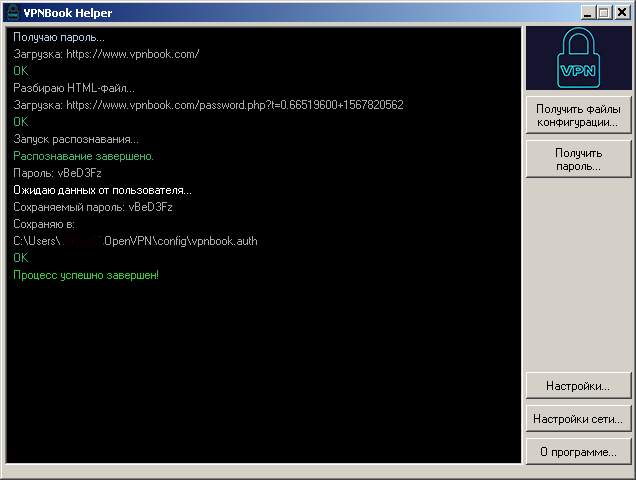 VPNBook Helper
Получаю пароль...
Загрузка: https://www.vpnbook.com/
OK
Разбираю HTML-файл...
Загрузка: https://www.vpnbook.com/password.php?t=0.66519600+1567820562
OK
Запуск распознавания...
Распознавание завершено.
Пароль: vBeD3Fz
Ожидаю данных от пользователя...
Сохраняемый пароль: vBeD3Fz
Сохраняю в:
C:\Users\ .OpenVPN\config\vpnbook.auth
OK
Процесс успешно завершен!
VPN
Получить файлы
конфигурации...
Получить
пароль...
Настройки...
Настройки сети...
О программе...